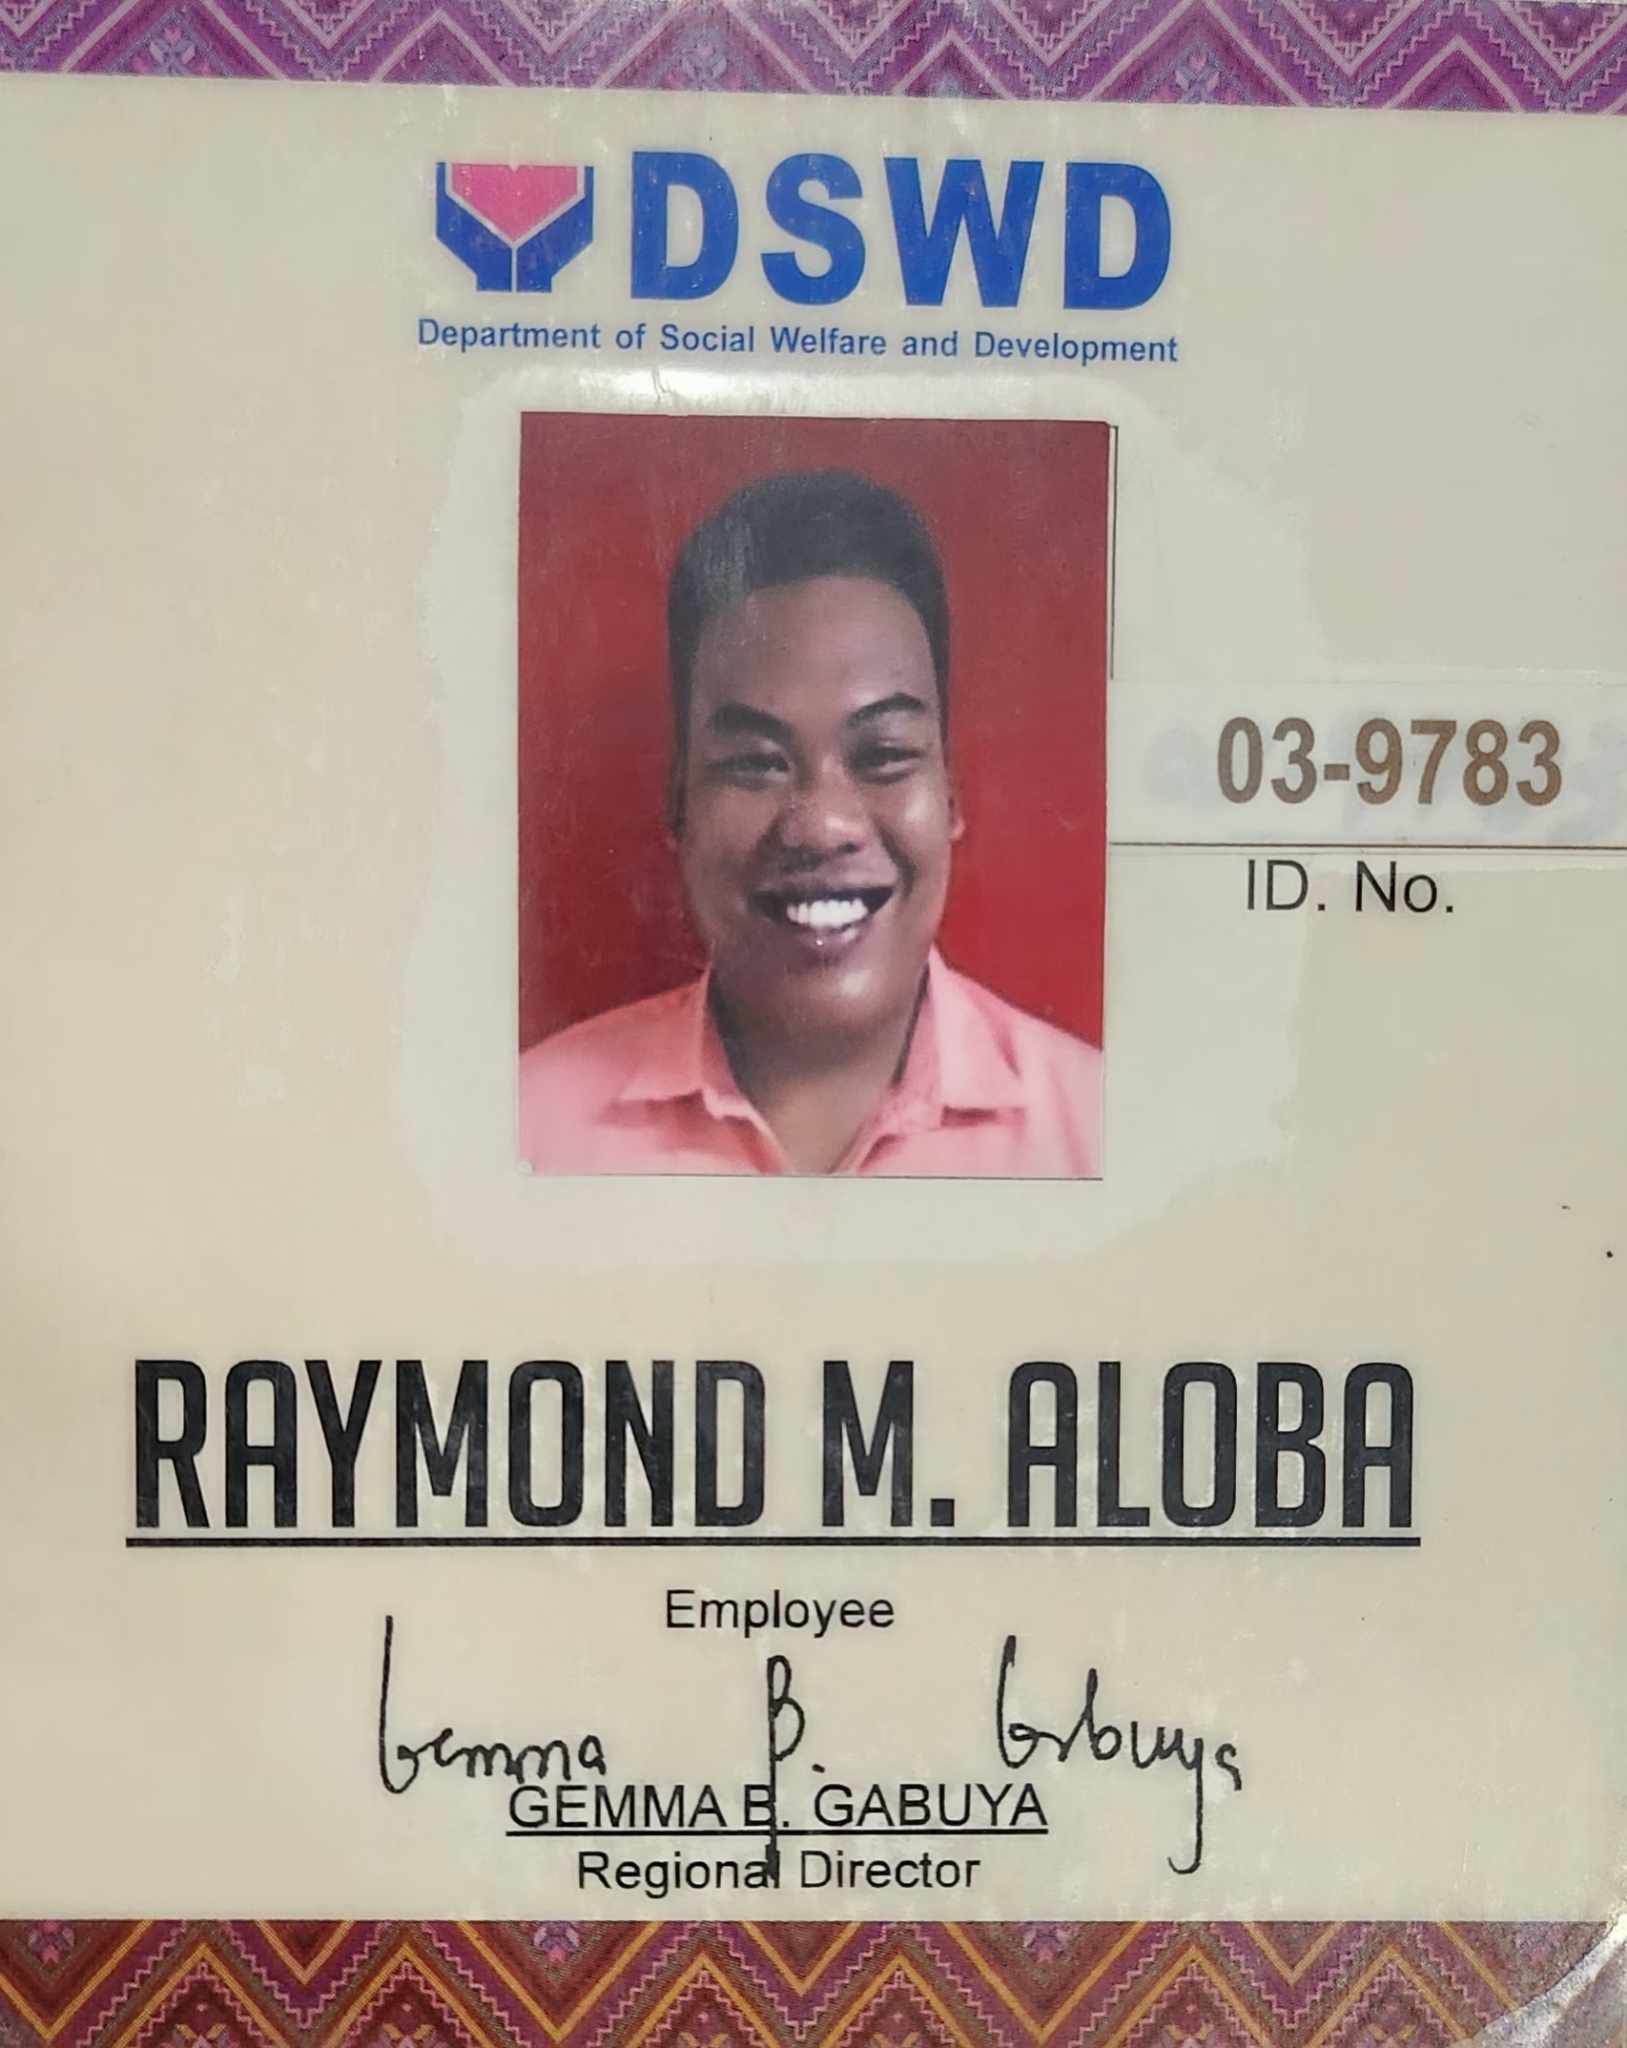 DSWD
Department of Social Welfare and Development
03-9783
ID. No.
RAYMOND M. ALOBA
Employee
Gemma B. Gabuya
GEMMA B. GABUYA
Regional Director